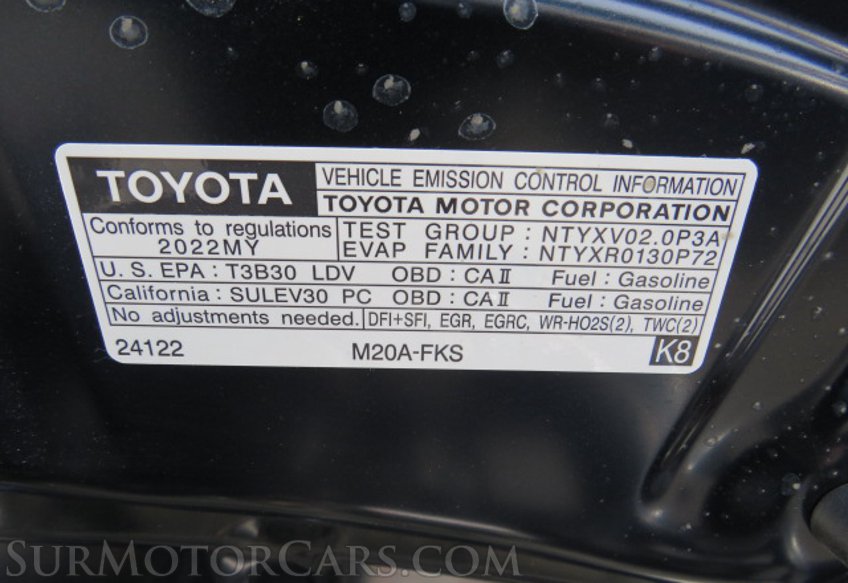 TOYOTA
VEHICLE EMISSION CONTROL INFORMATION
TOYOTA MOTOR CORPORATION
Conforms to regulations
2022MY
TEST GROUP : NTYXV02.0P3A
EVAP FAMILY : NTYXR0130P72
U. S. EPA : T3B30 LDV OBD : CAⅡ Fuel : Gasoline
California : SULEV30 PC OBD : CAⅡ Fuel : Gasoline
No adjustments needed. DFI+SFI, EGR, EGRC, WR-HO2S(2), TWC(2)
24122 M20A-FKS K8
SurMotorCars.com